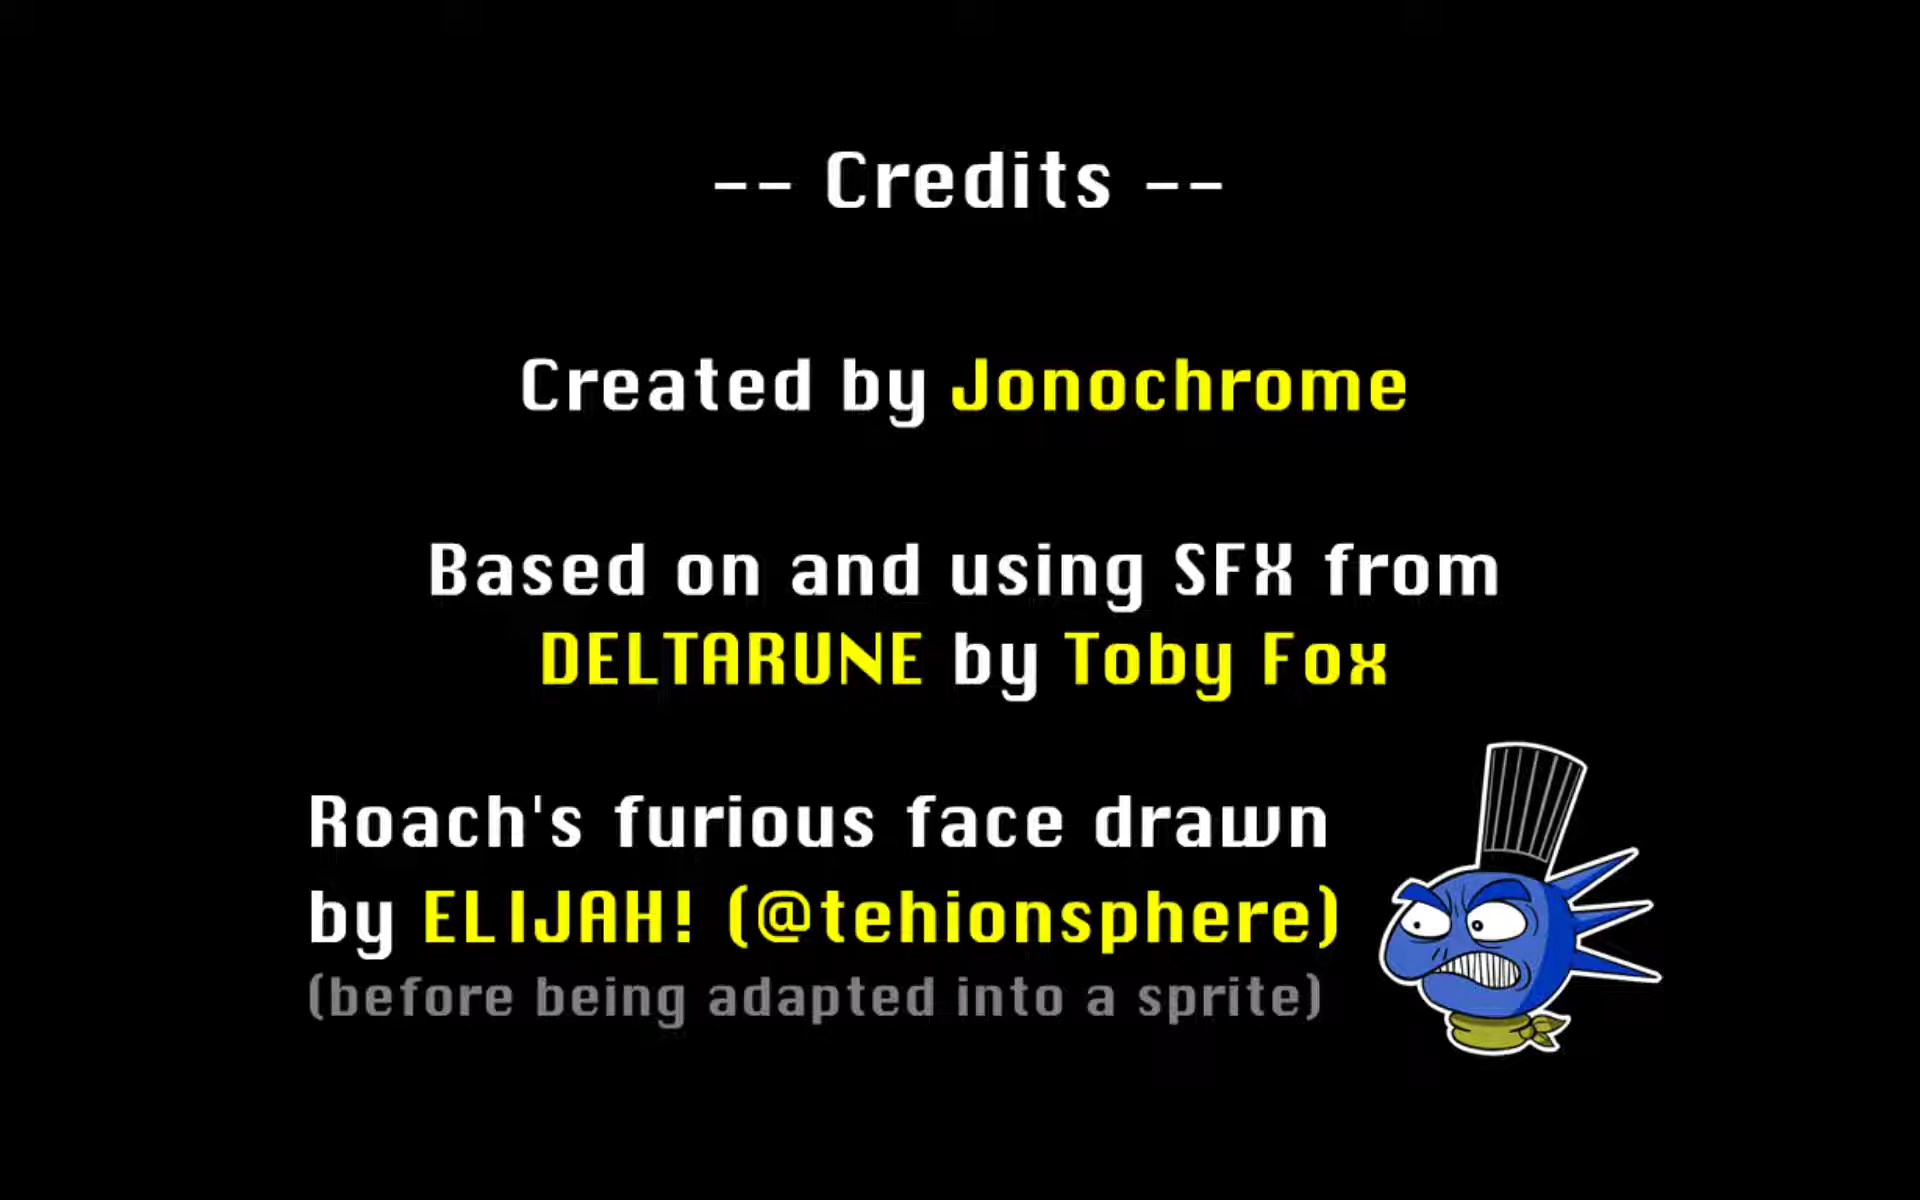 -- Credits --
Created by Jonochrome
Based on and using SFX from
DELTARUNE by Toby Fox
Roach's furious face drawn
by ELIJAH! (@tehionsphere)
(before being adapted into a sprite)